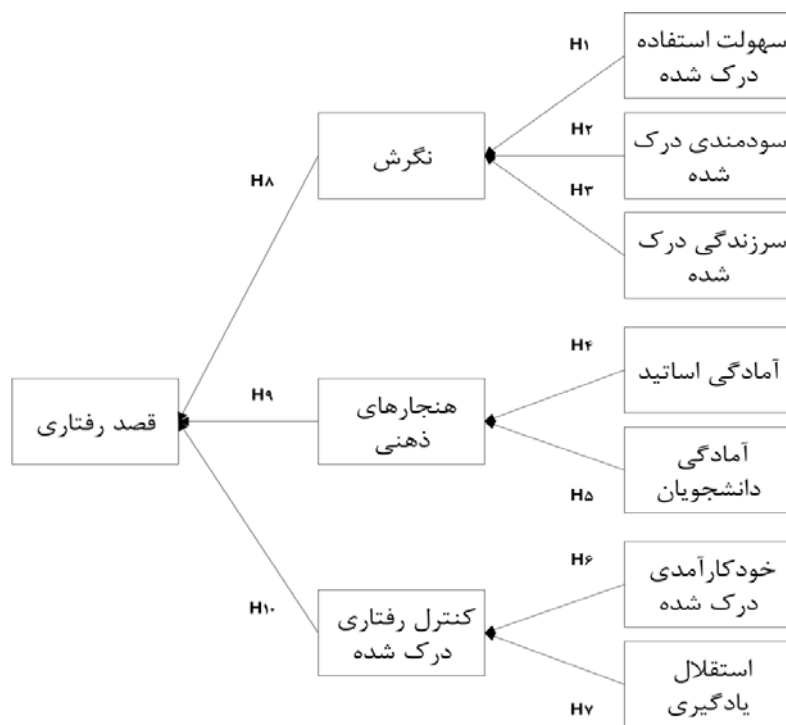 سهولت استفاده
درک شده
H۱
سودمندی درک
شده
H۲
سرزندگی درک
شده
H۳
نگرش
H۸
آمادگی اساتید
H۴
آمادگی
دانشجویان
H۵
هنجارهای
ذهنی
H۹
قصد رفتاری
خودکارآمدی
درک شده
H۶
استقلال
یادگیری
H۷
کنترل رفتاری
درک شده
H۱۰